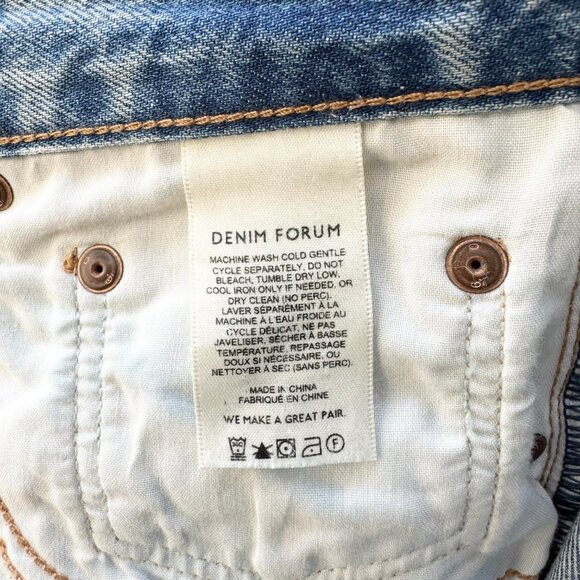 DENIM FORUM
MACHINE WASH COLD GENTLE
CYCLE SEPARATELY, DO NOT
BLEACH, TUMBLE DRY LOW.
COOL IRON ONLY IF NEEDED, OR
DRY CLEAN (NO PERC).
LAVER SÉPARÉMENT À LA
MACHINE À L'EAU FROIDE AU
CYCLE DÉLICAT, NE PAS
JAVELISER, SÉCHER À BASSE
TEMPÉRATURE, REPASSAGE
DOUX SI NÉCESSAIRE, OU
NETTOYER À SEC (SANS PERC).
MADE IN CHINA
FABRIQUÉ EN CHINE
WE MAKE A GREAT PAIR.
30C F